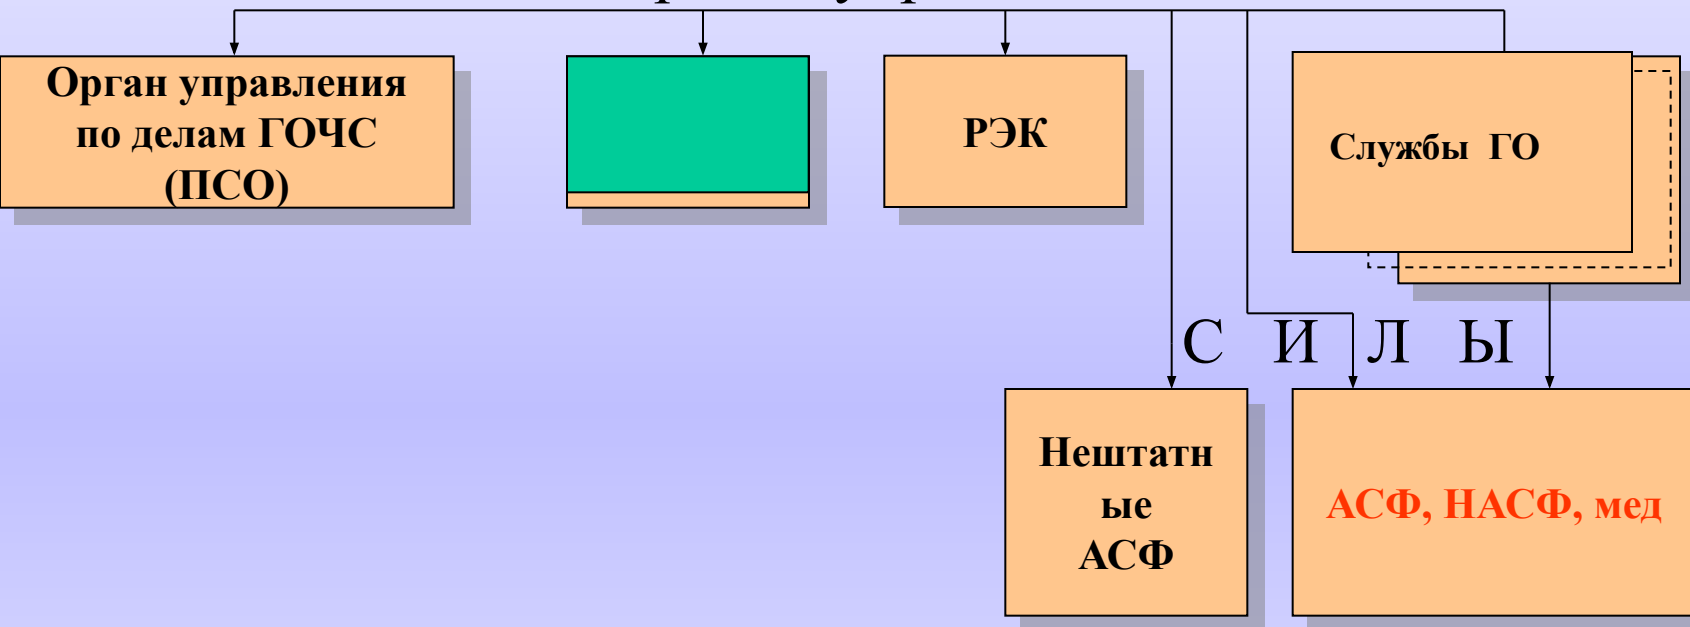 Орган управления
по делам ГОЧС
(ПСО)
РЭК
Службы ГО
С И Л Ы
Нештатн
ые
АСФ
АСФ, НАСФ, мед